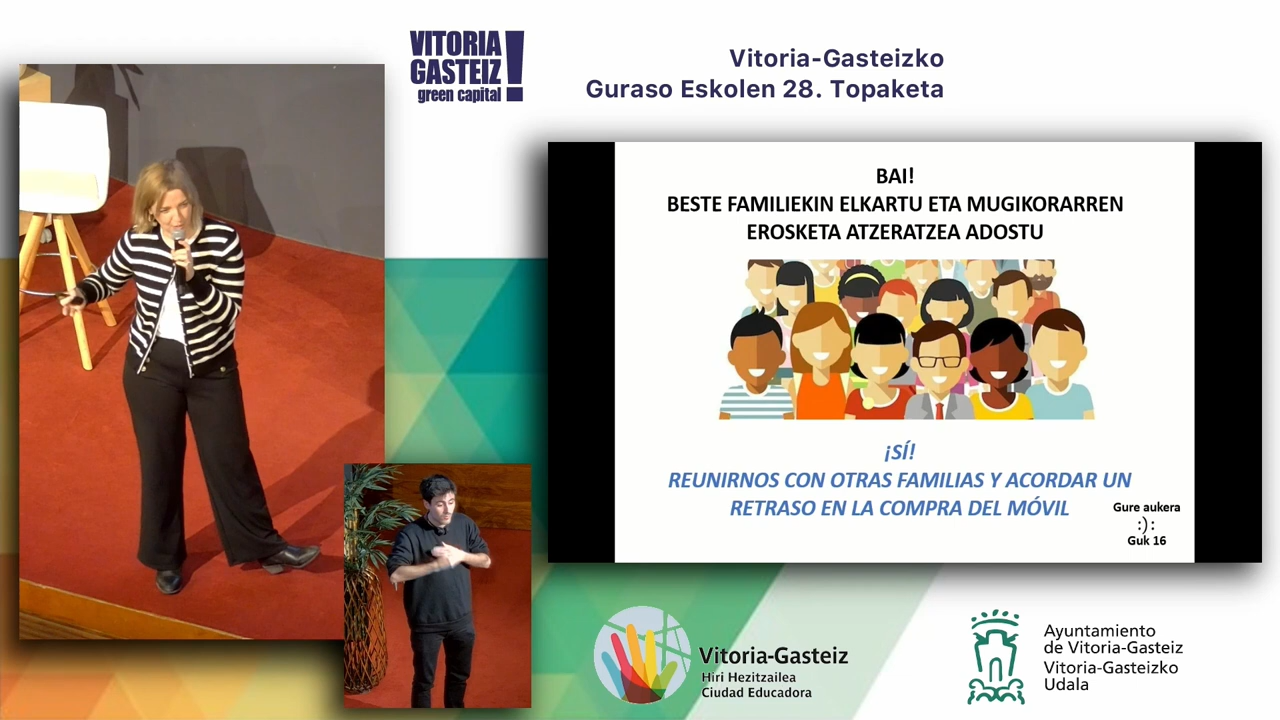 VITORIA
GASTEIZ
green capital
!
Vitoria-Gasteizko
Guraso Eskolen 28. Topaketa
BAI!
BESTE FAMILIEKIN ELKARTU ETA MUGIKORARREN
EROSKETA ATZERATZEA ADOSTU
¡SÍ!
REUNIRNOS CON OTRAS FAMILIAS Y ACORDAR UN
RETRASO EN LA COMPRA DEL MÓVIL
Gure aukera
:) :
Guk 16
Vitoria-Gasteiz
Hiri Hezitzailea
Ciudad Educadora
Ayuntamiento
de Vitoria-Gasteiz
Vitoria-Gasteizko
Udala